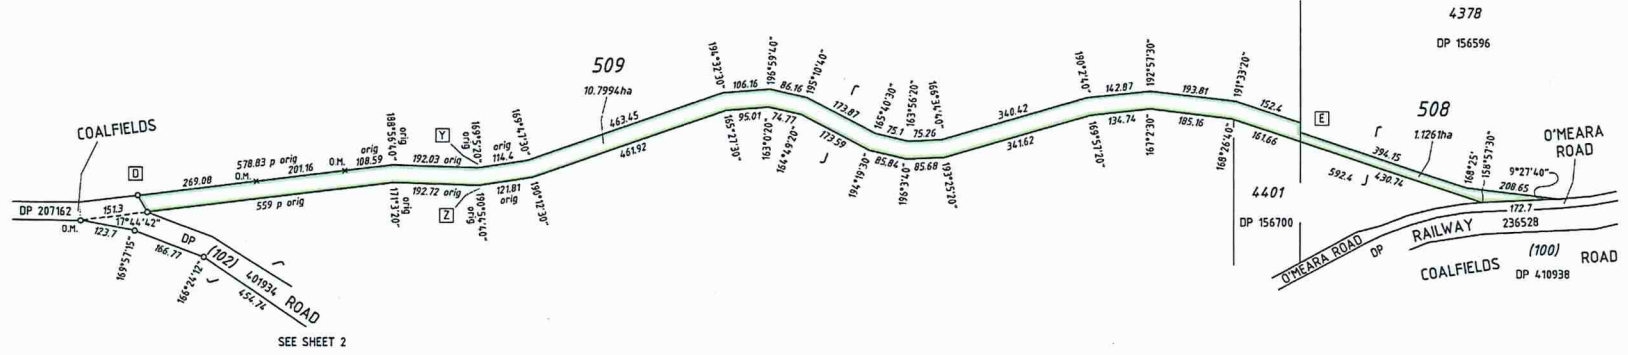 4378
DP 156596
509
10.7994ha
508
1.1261ha
COALFIELDS
DP 207162
O.M.
151.3
123.7
17°44'42"
169°57'15"
166.77
166°24'12"
DP
(102)
401934
454.74
ROAD
SEE SHEET 2
D
269.08
578.83 p orig
O.M.
201.16
O.M.
orig
108.59
559 p orig
188°56'40"
orig
171°3'20"
orig
192.03 orig
192.72 orig
Y
Z
169°5'20"
orig
190°54'40"
orig
114.4
121.81
orig
169°47'30"
190°12'30"
463.45
461.92
194°32'30"
165°27'30"
106.16
95.01
196°59'40"
163°0'20"
86.16
74.77
195°10'40"
164°49'20"
173.87
173.59
165°40'30"
194°19'30"
75.1
85.84
163°56'20"
196°3'40"
75.26
85.68
166°34'40"
193°25'20"
340.42
341.62
190°2'40"
169°57'20"
142.87
134.74
192°57'30"
167°2'30"
193.81
185.16
191°33'20"
168°26'40"
152.4
161.66
E
4401
DP 156700
394.15
592.4
430.74
168°25'
158°57'30"
9°27'40"
208.65
172.7
O'MEARA
ROAD
O'MEARA ROAD
DP
RAILWAY
236528
COALFIELDS
(100)
DP 410938
ROAD